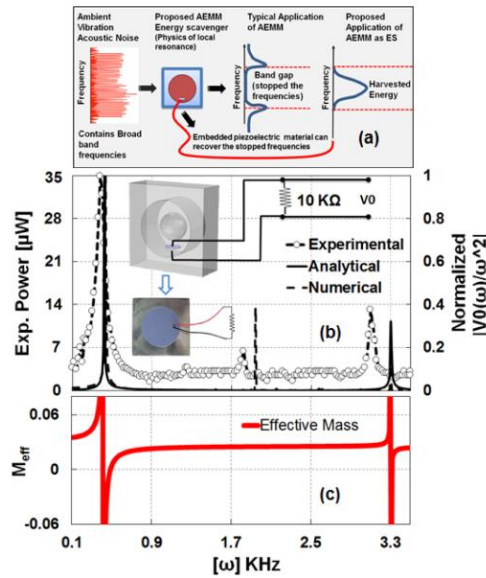 Ambient
Vibration
Acoustic Noise
Proposed AEMM
Energy scavenger
(Physics of local
resonance)
Typical Application
of AEMM
Proposed
Application of
AEMM as ES
Frequency
Frequency
Frequency
Band gap
(stopped the
frequencies)
Harvested
Energy
Contains Broad
band
frequencies
Embedded piezoelectric material can
recover the stopped frequencies
(a)
35
28
21
14
7
0
Exp. Power [µW]
10 KΩ
V0
Experimental
Analytical
Numerical
(b)
1
0.8
0.6
0.4
0.2
0
Normalized
|V0(ω)/ω^2|
0.06
0
-0.06
Meff
Effective Mass
(c)
0.1
0.9
1.7
2.5
3.3
[ω] KHz